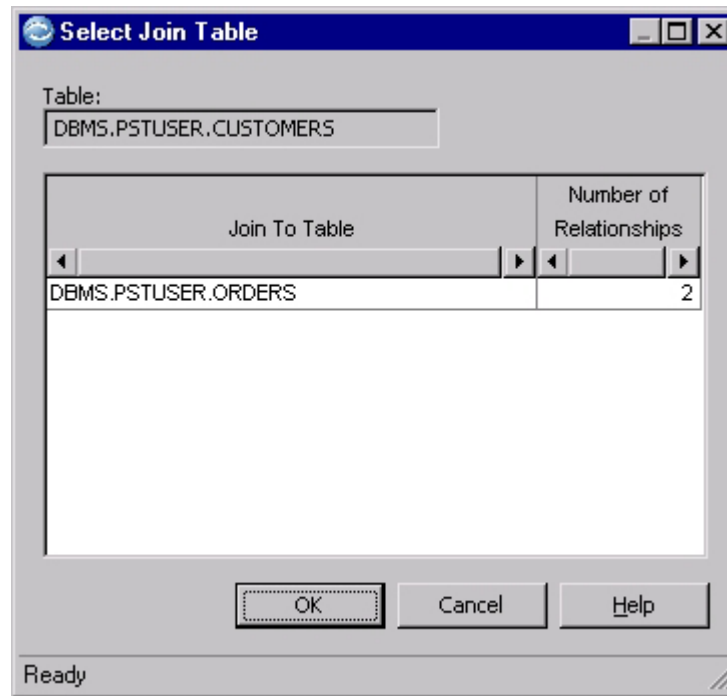 Select Join Table
Table:
DBMS.PSTUSER.CUSTOMERS
Join To Table
Number of
Relationships
DBMS.PSTUSER.ORDERS 2
OK Cancel Help
Ready